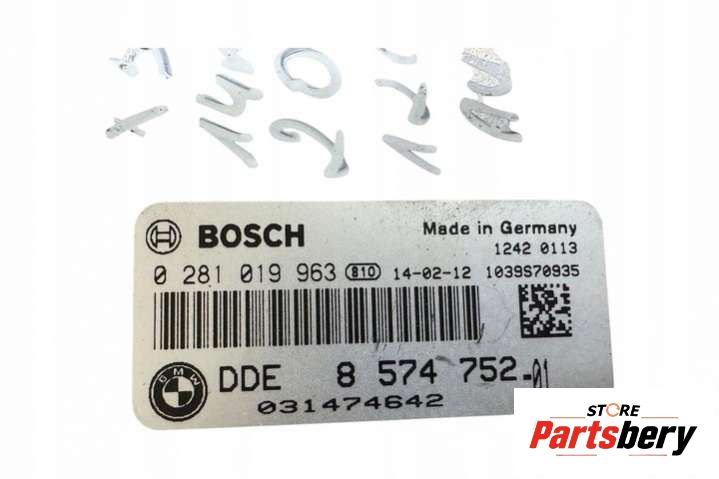 BOSCH
Made in Germany
1242 0113
0 281 019 963 810 14-02-12 1039S70935
BMW DDE 8 574 752-01
031474642
STORE
Partsbery